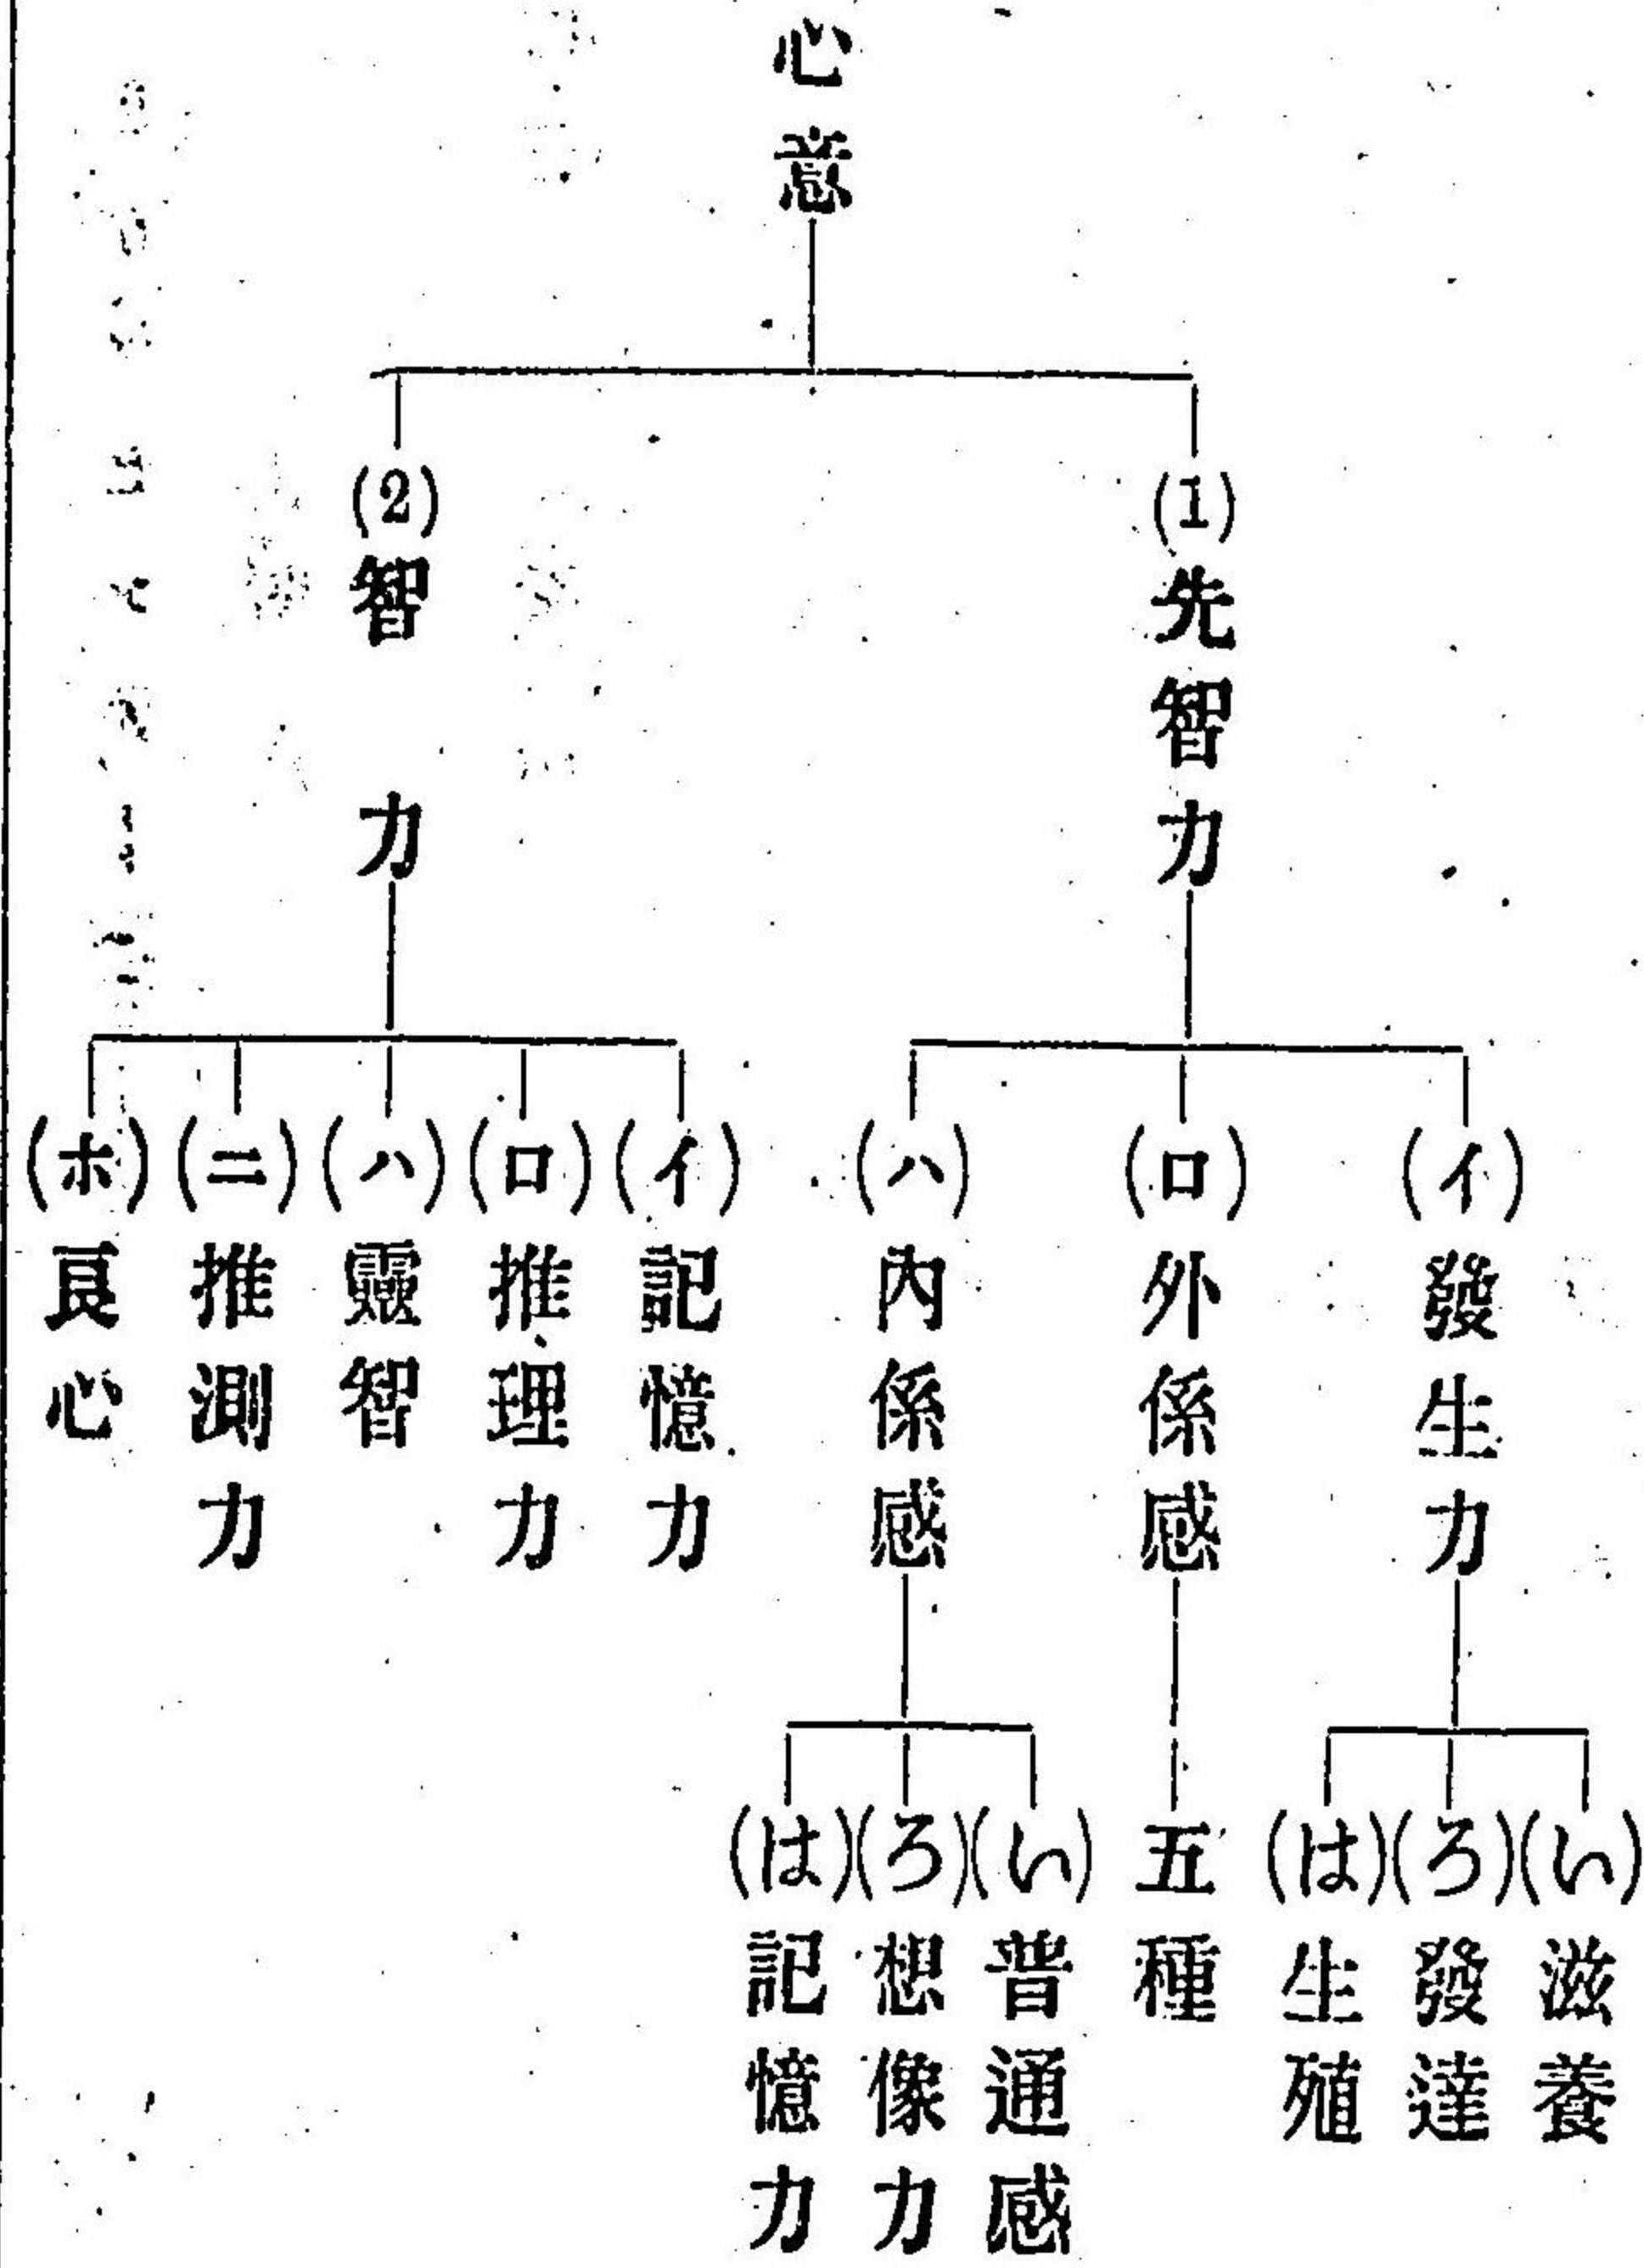 心意
(1)先智力
(イ)發生力
(い)滋養
(ろ)發達
(は)生殖
(ロ)外係感
五種
(ハ)內係感
(い)普通感
(ろ)想像力
(は)記憶力
(2)智力
(イ)記憶力
(ロ)推理力
(ハ)靈智
(ニ)推測力
(ホ)良心